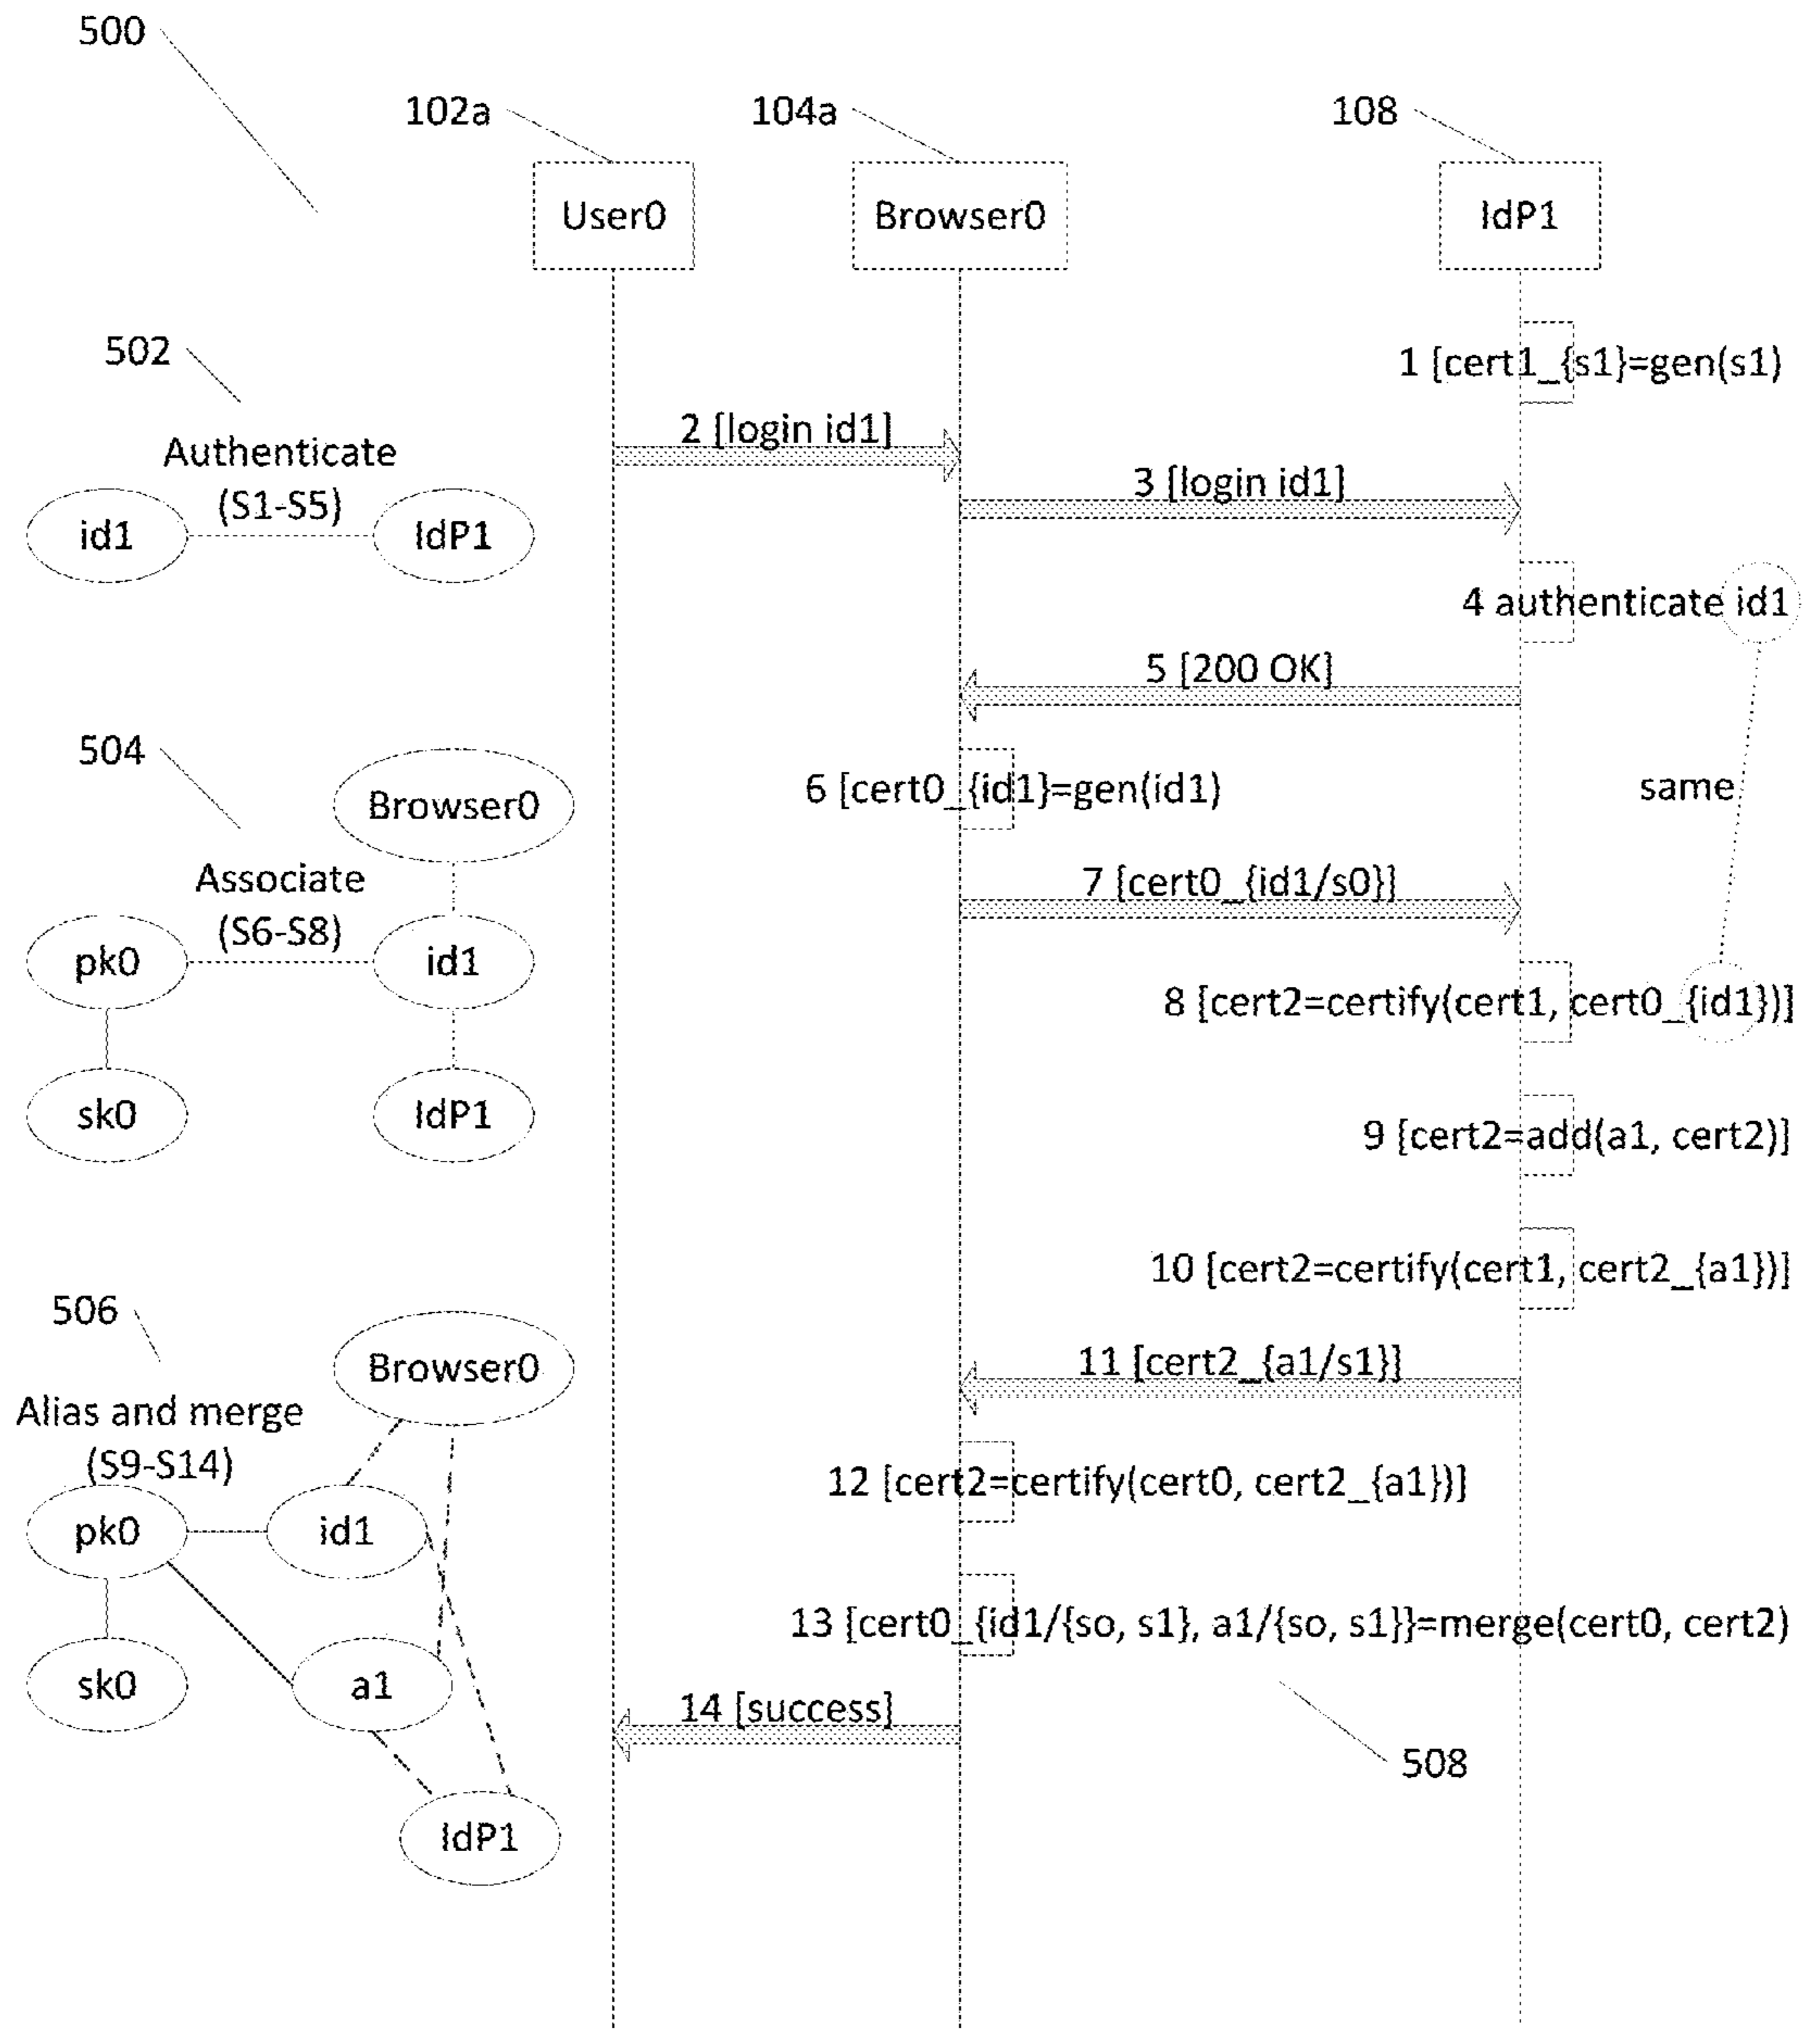 500
102a
104a
108
User0
Browser0
IdP1
1 [cert1_{s1}=gen(s1)
502
2 [login id1]
Authenticate
(S1-S5)
3 [login id1]
id1
IdP1
4 authenticate id1
5 [200 OK]
504
same
Browser0
6 [cert0_{id1}=gen(id1)
Associate
(S6-S8)
7 [cert0_{id1/s0}]
pk0
id1
8 [cert2=certify(cert1, cert0_{id1})]
sk0
IdP1
9 [cert2=add(a1, cert2)]
10 [cert2=certify(cert1, cert2_{a1})]
506
Browser0
11 [cert2_{a1/s1}]
Alias and merge
(S9-S14)
12 [cert2=certify(cert0, cert2_{a1})]
pk0
id1
13 [cert0_{id1/{so, s1}, a1/{so, s1}}=merge(cert0, cert2)
sk0
a1
14 [success]
508
IdP1